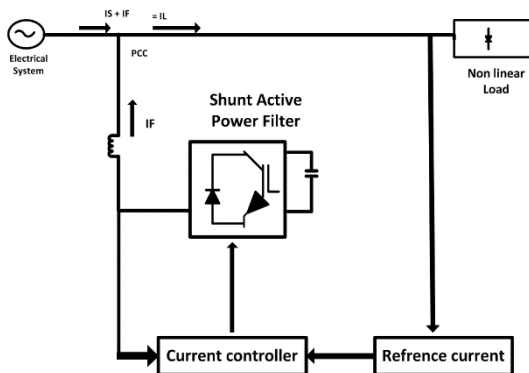 IS + IF
= IL
Electrical
System
PCC
Non linear
Load
Shunt Active
Power Filter
IF
Current controller
Refrence current